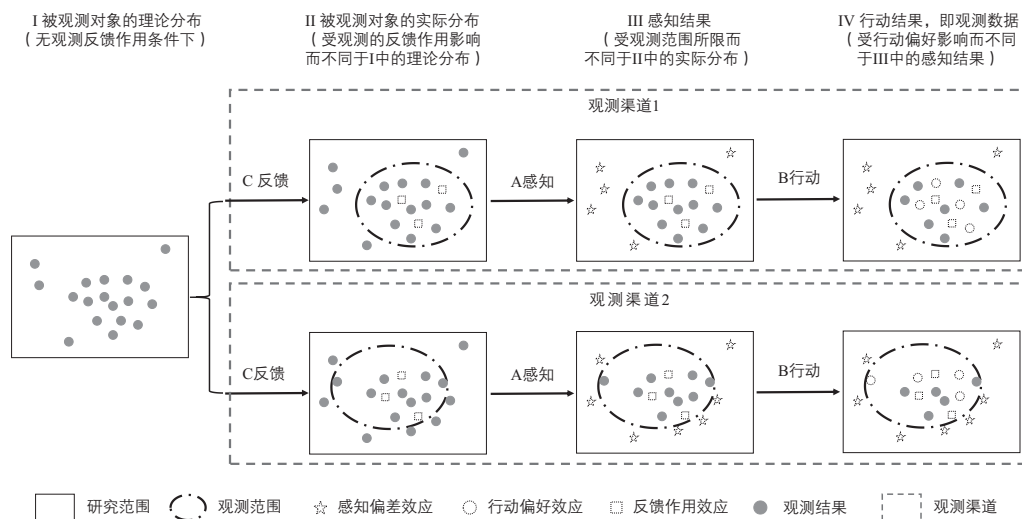 I 被观测对象的理论分布
（无观测反馈作用条件下）
II 被观测对象的实际分布
（受观测的反馈作用影响
而不同于I中的理论分布）
III 感知结果
（受观测范围所限而
不同于II中的实际分布）
IV 行动结果，即观测数据
（受行动偏好影响而不同
于III中的感知结果）
观测渠道1
C 反馈
A感知
B行动
观测渠道2
C反馈
A感知
B行动
研究范围
观测范围
感知偏差效应
行动偏好效应
反馈作用效应
观测结果
观测渠道